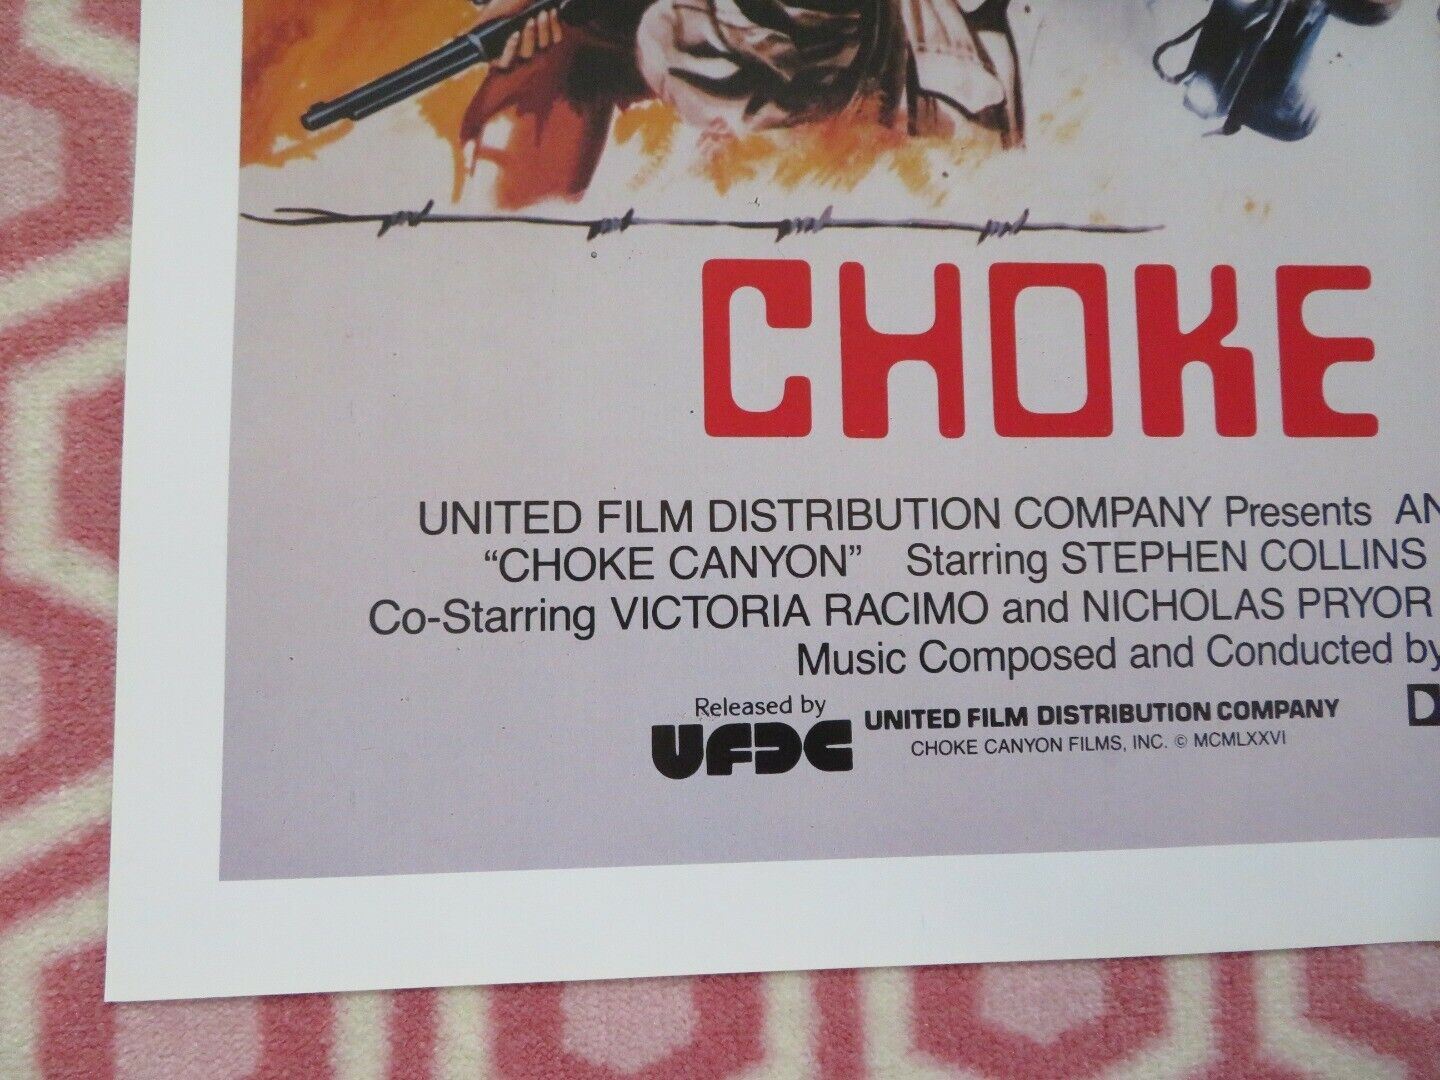 CHOKE
UNITED FILM DISTRIBUTION COMPANY Presents
"CHOKE CANYON" Starring STEPHEN COLLINS
Co-Starring VICTORIA RACIMO and NICHOLAS PRYOR
Music Composed and Conducted by
Released by
UFDC UNITED FILM DISTRIBUTION COMPANY
CHOKE CANYON FILMS, INC. © MCMLXXVI